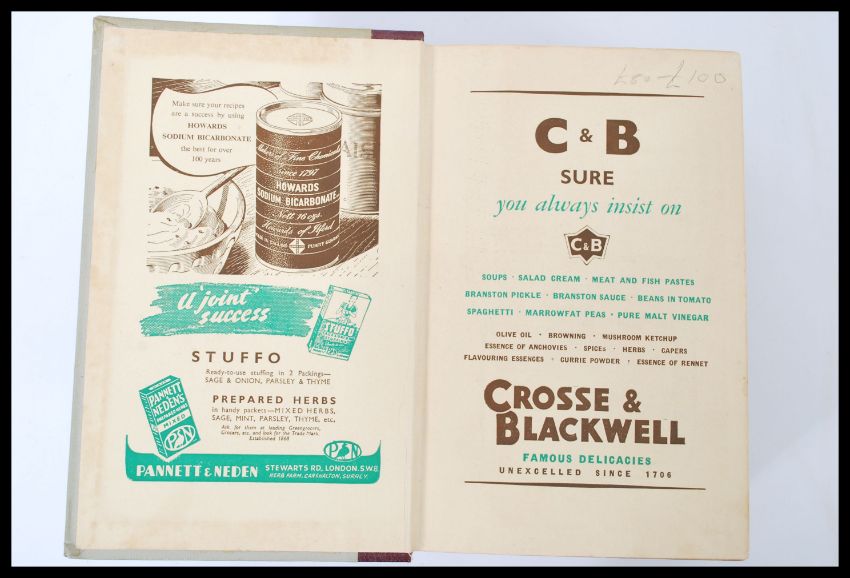 Make sure your recipes
are a success by using
HOWARDS
SODIUM BICARBONATE
the best for over
100 years
Makers of Fine Chemicals
Since 1797
HOWARDS
SODIUM BICARBONATE
Nett 16 ozs.
Howards of Ilford
MADE IN ENGLAND
A 'joint'
success
STUFFO
STUFFO
Ready-to-use stuffing in 2 Packings—
SAGE & ONION, PARSLEY & THYME
PREPARED HERBS
in handy packets—MIXED HERBS,
SAGE, MINT, PARSLEY, THYME, etc.
Ask for them at leading Greengrocers,
Grocers, etc. and look for the Trade Mark.
Established 1868
PANNETT
NEDEN'S
PREPARED HERBS
MIXED
P&N
P&N
PANNETT & NEDEN STEWARTS RD, LONDON. S.W.8.
HERB FARM, CARSHALTON, SURREY.
£80-£100
C & B
SURE
you always insist on
C&B
SOUPS · SALAD CREAM · MEAT AND FISH PASTES
BRANSTON PICKLE · BRANSTON SAUCE · BEANS IN TOMATO
SPAGHETTI · MARROWFAT PEAS · PURE MALT VINEGAR
OLIVE OIL · BROWNING · MUSHROOM KETCHUP
ESSENCE OF ANCHOVIES · SPICES · HERBS · CAPERS
FLAVOURING ESSENCES · CURRIE POWDER · ESSENCE OF RENNET
CROSSE &
BLACKWELL
FAMOUS DELICACIES
UNEXCELLED SINCE 1706